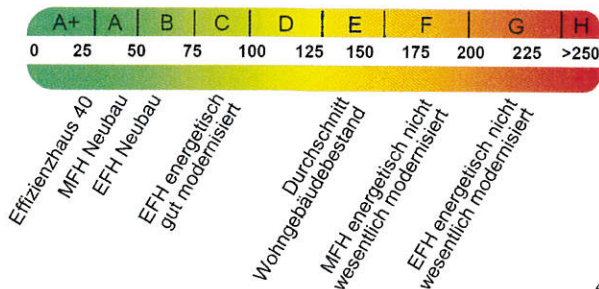 A+ A B C D E F G H
0 25 50 75 100 125 150 175 200 225 >250
Effizienzhaus 40
MFH Neubau
EFH Neubau
EFH energetisch
gut modernisiert
Durchschnitt
Wohngebäudebestand
MFH energetisch nicht
wesentlich modernisiert
EFH energetisch nicht
wesentlich modernisiert